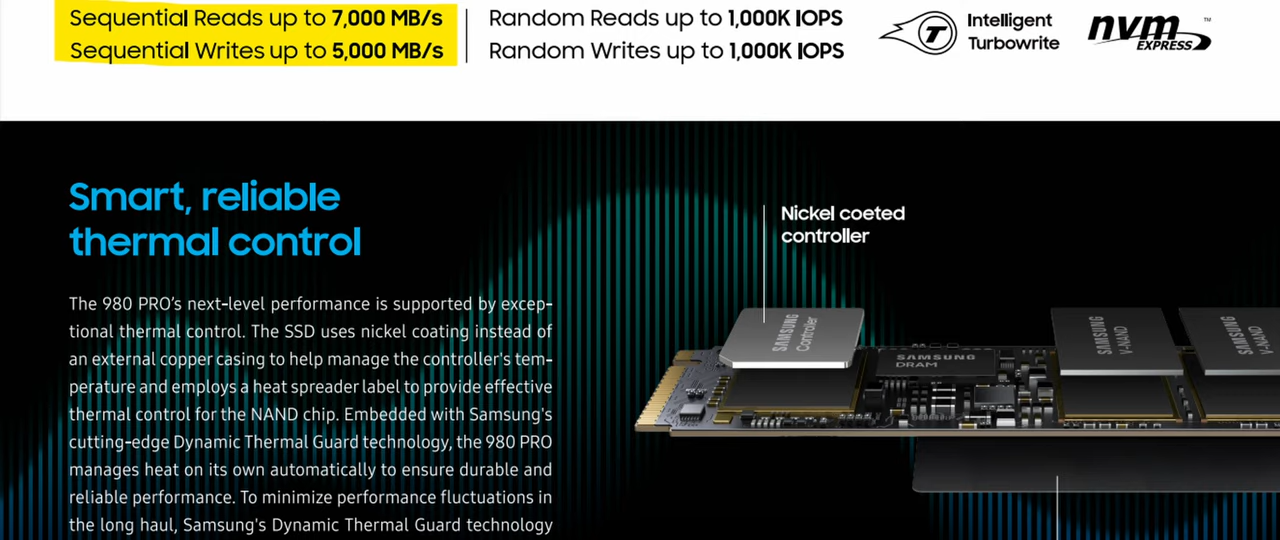 Sequential Reads up to 7,000 MB/s
Sequential Writes up to 5,000 MB/s
Random Reads up to 1,000K IOPS
Random Writes up to 1,000K IOPS
T
Intelligent
Turbowrite
nvm
EXPRESS
TM
Smart, reliable
thermal control
The 980 PRO's next-level performance is supported by excep-
tional thermal control. The SSD uses nickel coating instead of
an external copper casing to help manage the controller's tem-
perature and employs a heat spreader label to provide effective
thermal control for the NAND chip. Embedded with Samsung's
cutting-edge Dynamic Thermal Guard technology, the 980 PRO
manages heat on its own automatically to ensure durable and
reliable performance. To minimize performance fluctuations in
the long haul, Samsung's Dynamic Thermal Guard technology
Nickel coeted
controller
SAMSUNG
Controller
SAMSUNG
DRAM
SAMSUNG
V-NAND
SAMSUNG
V-NAND